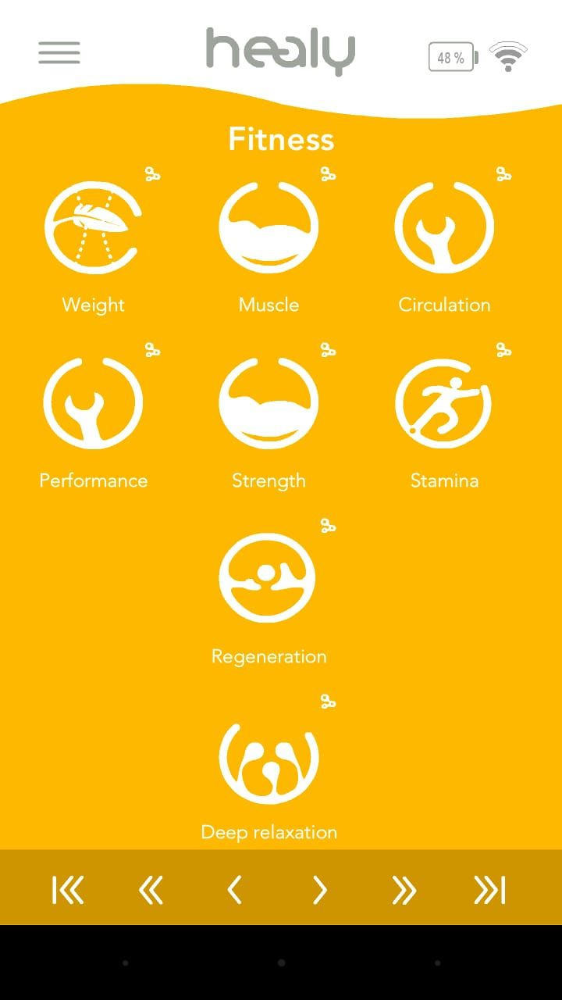 healy
48 %
Fitness
Weight
Muscle
Circulation
Performance
Strength
Stamina
Regeneration
Deep relaxation